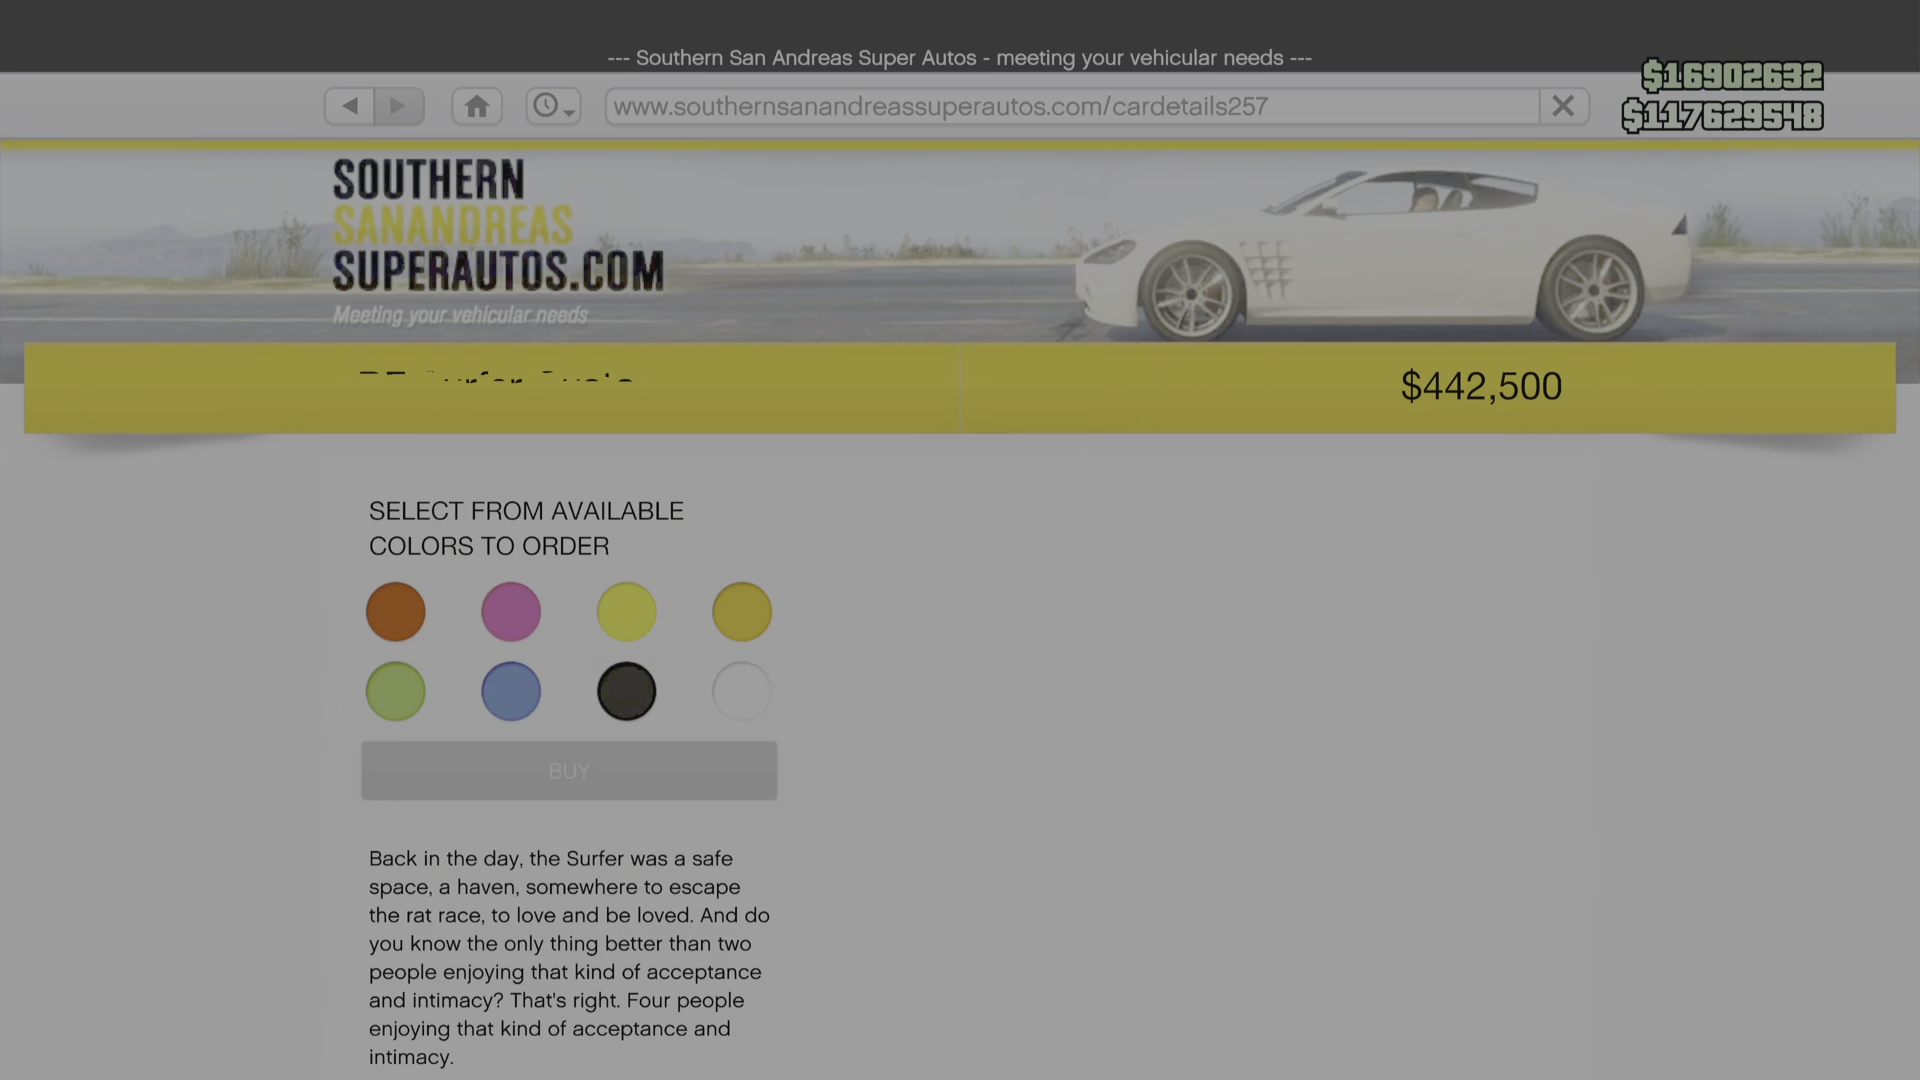 --- Southern San Andreas Super Autos - meeting your vehicular needs ---
$16902632
www.southernsanandreassuperautos.com/cardetails257
$117629548
SOUTHERN
SANANDREAS
SUPERAUTOS.COM
Meeting your vehicular needs
$442,500
SELECT FROM AVAILABLE
COLORS TO ORDER
BUY
Back in the day, the Surfer was a safe
space, a haven, somewhere to escape
the rat race, to love and be loved. And do
you know the only thing better than two
people enjoying that kind of acceptance
and intimacy? That's right. Four people
enjoying that kind of acceptance and
intimacy.